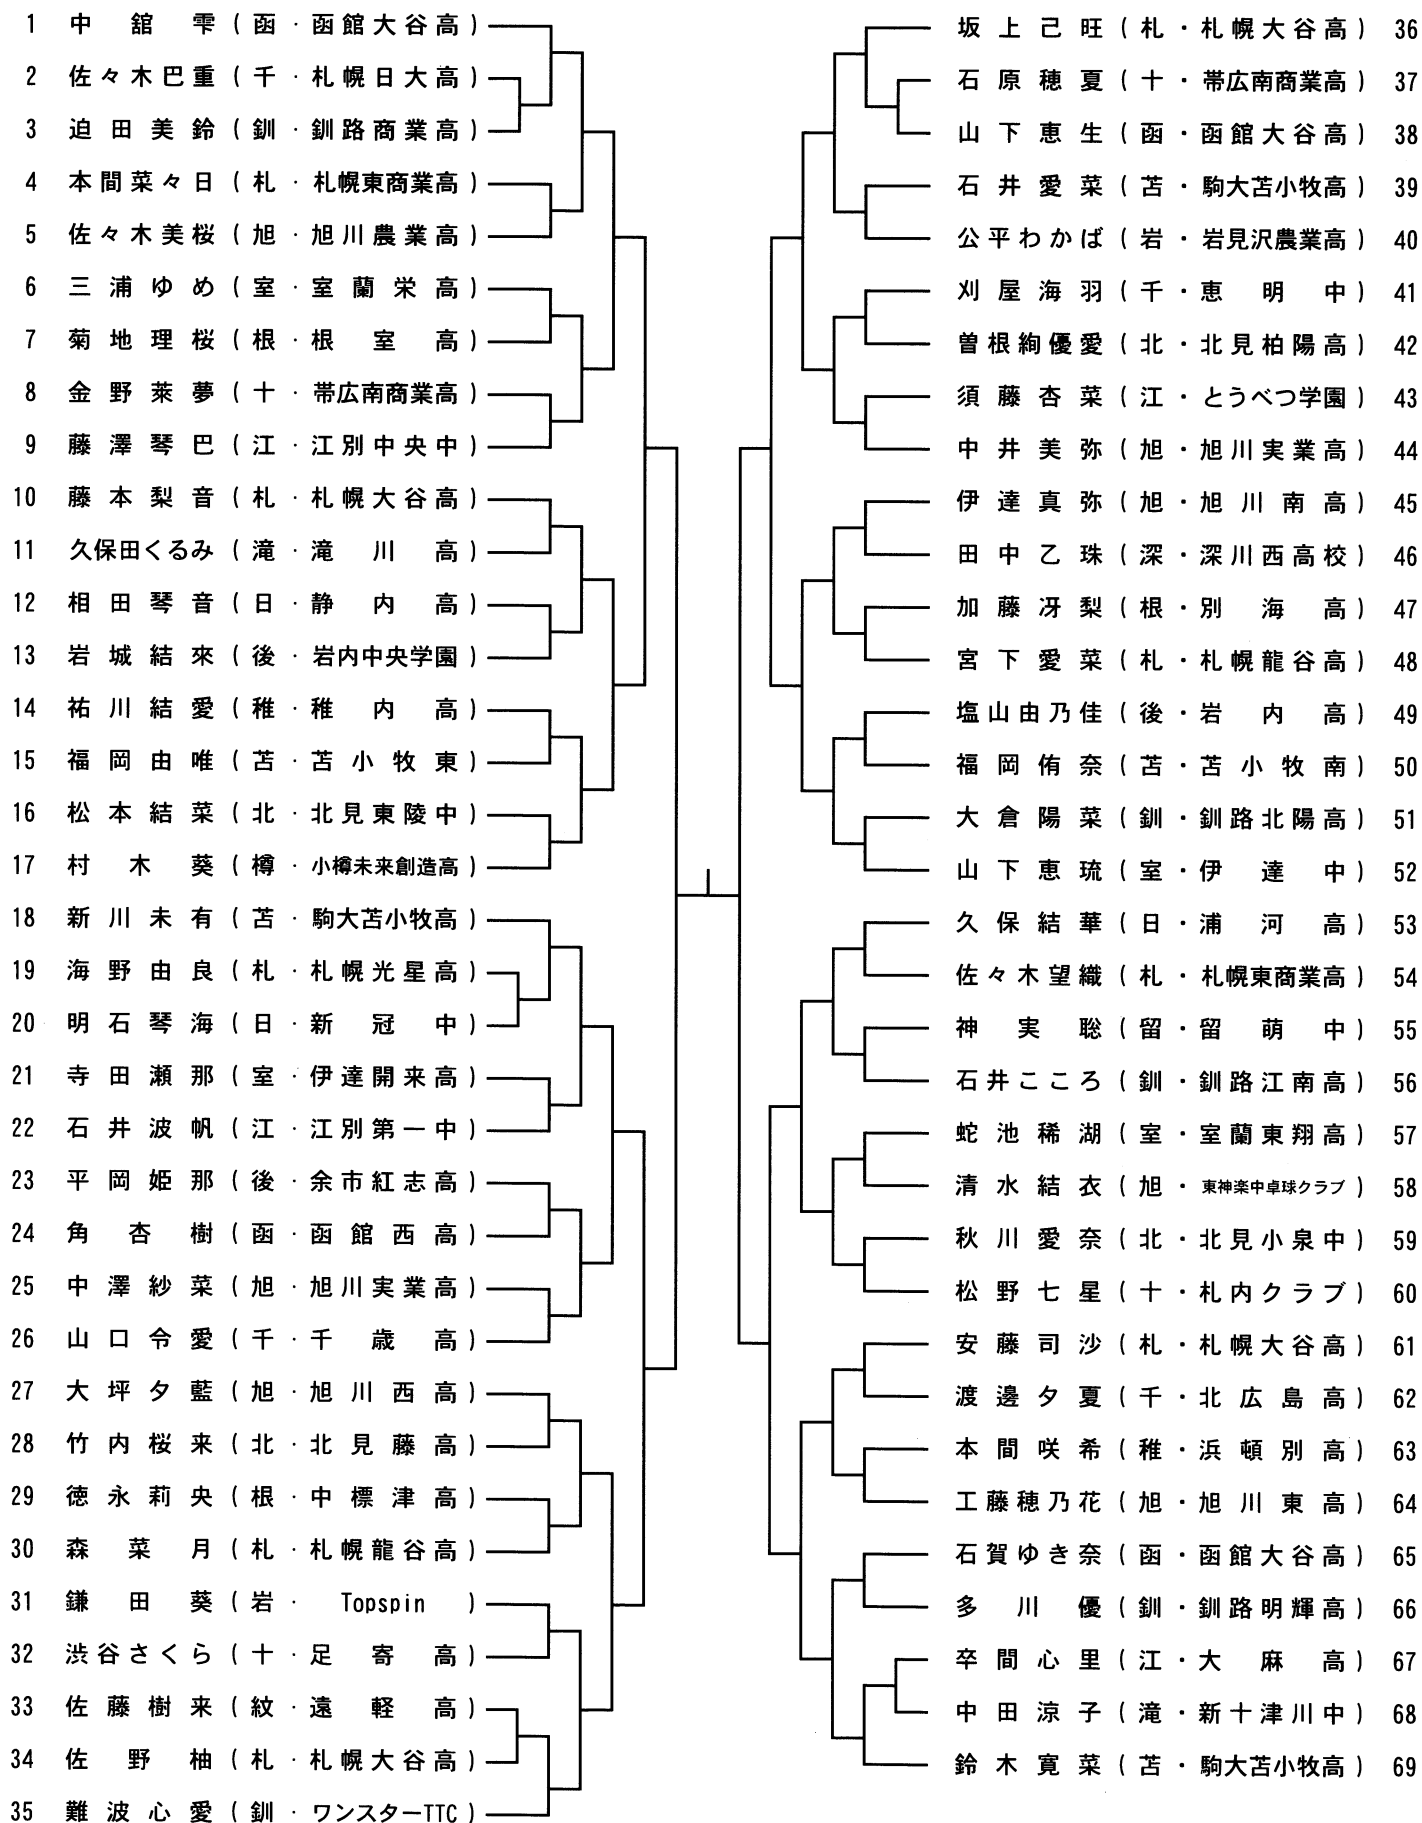 1 中舘雫 (函・函館大谷高)
2 佐々木巴重 (千・札幌日大高)
3 迫田美鈴 (釧・釧路商業高)
4 本間菜々日 (札・札幌東商業高)
5 佐々木美桜 (旭・旭川農業高)
6 三浦ゆめ (室・室蘭栄高)
7 菊地理桜 (根・根室高)
8 金野萊夢 (十・帯広南商業高)
9 藤澤琴巴 (江・江別中央中)
10 藤本梨音 (札・札幌大谷高)
11 久保田くるみ (滝・滝川高)
12 相田琴音 (日・静内高)
13 岩城結來 (後・岩内中央学園)
14 祐川結愛 (稚・稚内高)
15 福岡由唯 (苫・苫小牧東)
16 松本結菜 (北・北見東陵中)
17 村木葵 (樽・小樽未来創造高)
18 新川未有 (苫・駒大苫小牧高)
19 海野由良 (札・札幌光星高)
20 明石琴海 (日・新冠中)
21 寺田瀬那 (室・伊達開来高)
22 石井波帆 (江・江別第一中)
23 平岡姫那 (後・余市紅志高)
24 角杏樹 (函・函館西高)
25 中澤紗菜 (旭・旭川実業高)
26 山口令愛 (千・千歳高)
27 大坪夕藍 (旭・旭川西高)
28 竹内桜来 (北・北見藤高)
29 徳永莉央 (根・中標津高)
30 森菜月 (札・札幌龍谷高)
31 鎌田葵 (岩・Topspin)
32 渋谷さくら (十・足寄高)
33 佐藤樹来 (紋・遠軽高)
34 佐野柚 (札・札幌大谷高)
35 難波心愛 (釧・ワンスターTTC)
坂上己旺 (札・札幌大谷高) 36
石原穂夏 (十・帯広南商業高) 37
山下恵生 (函・函館大谷高) 38
石井愛菜 (苫・駒大苫小牧高) 39
公平わかば (岩・岩見沢農業高) 40
刈屋海羽 (千・恵明中) 41
曽根絢優愛 (北・北見柏陽高) 42
須藤杏菜 (江・とうべつ学園) 43
中井美弥 (旭・旭川実業高) 44
伊達真弥 (旭・旭川南高) 45
田中乙珠 (深・深川西高校) 46
加藤冴梨 (根・別海高) 47
宮下愛菜 (札・札幌龍谷高) 48
塩山由乃佳 (後・岩内高) 49
福岡侑奈 (苫・苫小牧南) 50
大倉陽菜 (釧・釧路北陽高) 51
山下恵琉 (室・伊達中) 52
久保結華 (日・浦河高) 53
佐々木望織 (札・札幌東商業高) 54
神実聡 (留・留萌中) 55
石井こころ (釧・釧路江南高) 56
蛇池稀湖 (室・室蘭東翔高) 57
清水結衣 (旭・東神楽中卓球クラブ) 58
秋川愛奈 (北・北見小泉中) 59
松野七星 (十・札内クラブ) 60
安藤司沙 (札・札幌大谷高) 61
渡邊夕夏 (千・北広島高) 62
本間咲希 (稚・浜頓別高) 63
工藤穂乃花 (旭・旭川東高) 64
石賀ゆき奈 (函・函館大谷高) 65
多川優 (釧・釧路明輝高) 66
卒間心里 (江・大麻高) 67
中田涼子 (滝・新十津川中) 68
鈴木寛菜 (苫・駒大苫小牧高) 69